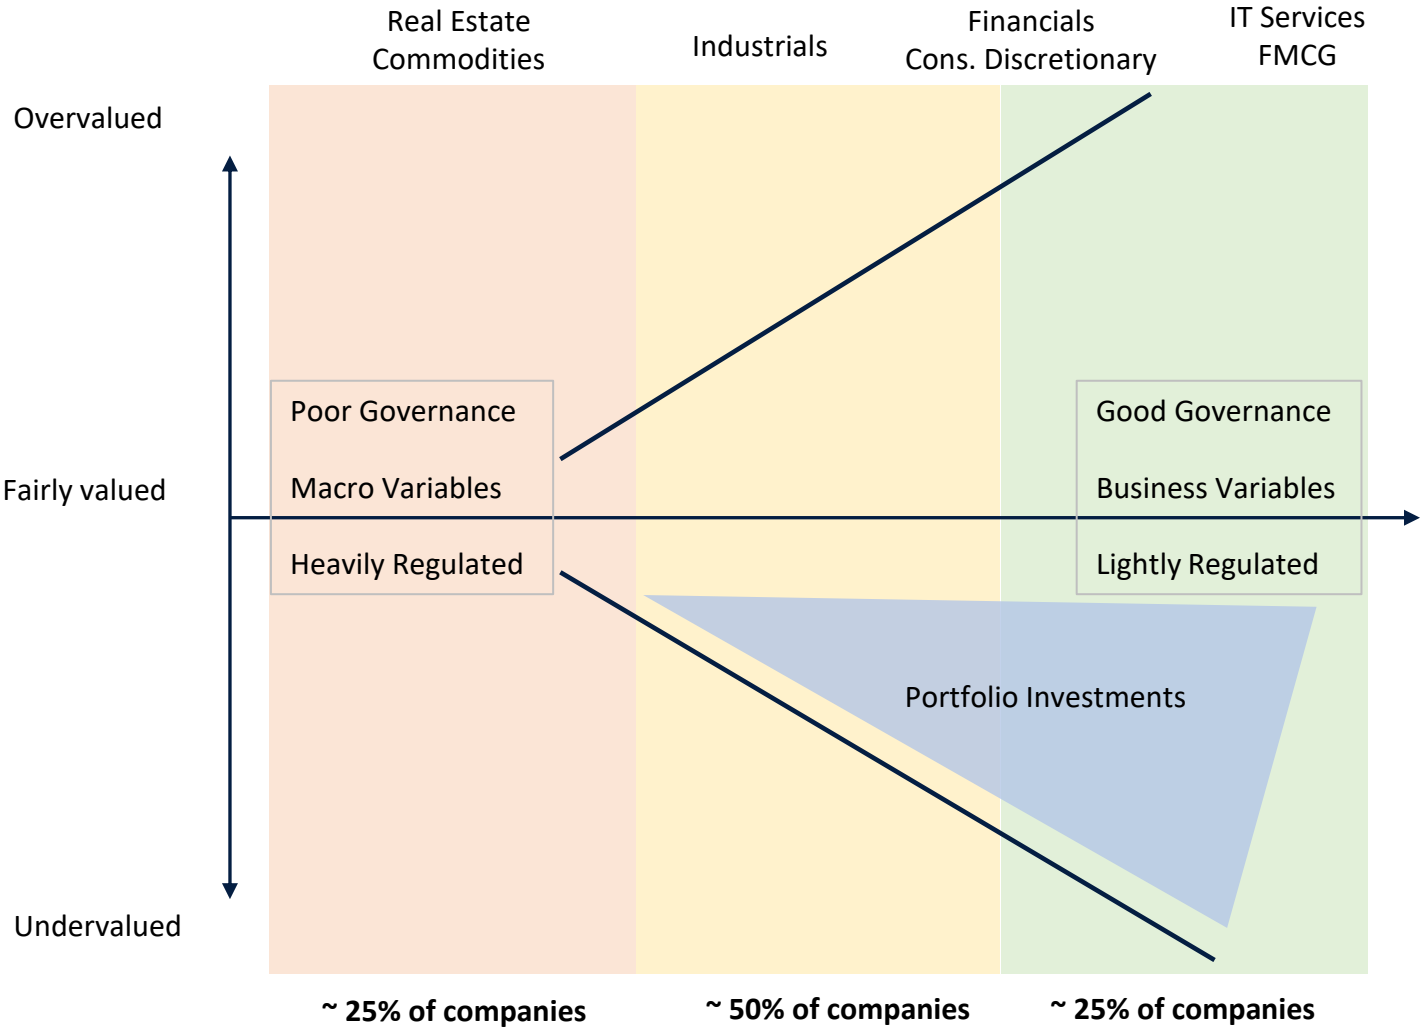 Real Estate
Commodities
Industrials
Financials
Cons. Discretionary
IT Services
FMCG
Overvalued
Poor Governance
Good Governance
Fairly valued
Macro Variables
Business Variables
Heavily Regulated
Lightly Regulated
Portfolio Investments
Undervalued
~ 25% of companies
~ 50% of companies
~ 25% of companies